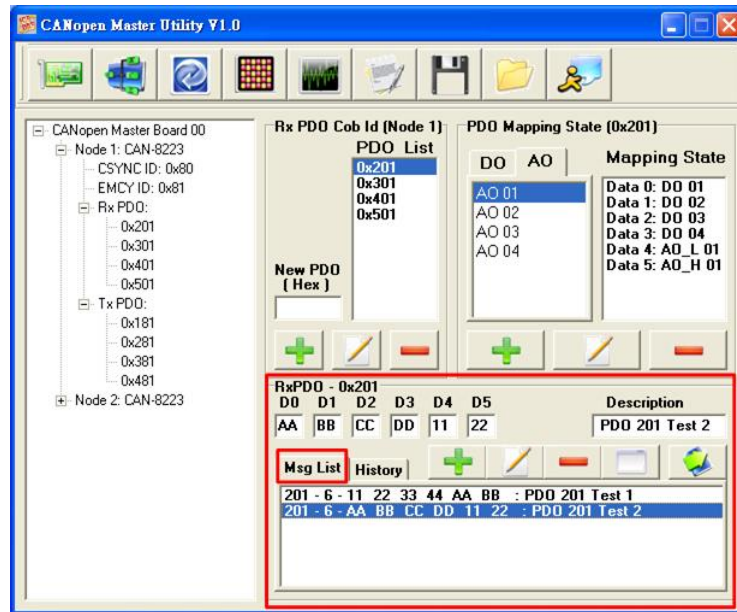 CANopen Master Utility V1.0
CANopen Master Board 00
Node 1: CAN-8223
CSYNC ID: 0x80
EMCY ID: 0x81
Rx PDO:
0x201
0x301
0x401
0x501
Tx PDO:
0x181
0x281
0x381
0x481
Node 2: CAN-8223
Rx PDO Cob Id (Node 1)
PDO List
0x201
0x301
0x401
0x501
New PDO
( Hex )
PDO Mapping State (0x201)
DO AO
AO 01
AO 02
AO 03
AO 04
Mapping State
Data 0: DO 01
Data 1: DO 02
Data 2: DO 03
Data 3: DO 04
Data 4: AO_L 01
Data 5: AO_H 01
RxPDO - 0x201
D0 D1 D2 D3 D4 D5 Description
AA BB CC DD 11 22 PDO 201 Test 2
Msg List History
201 - 6 - 11 22 33 44 AA BB : PDO 201 Test 1
201 - 6 - AA BB CC DD 11 22 : PDO 201 Test 2